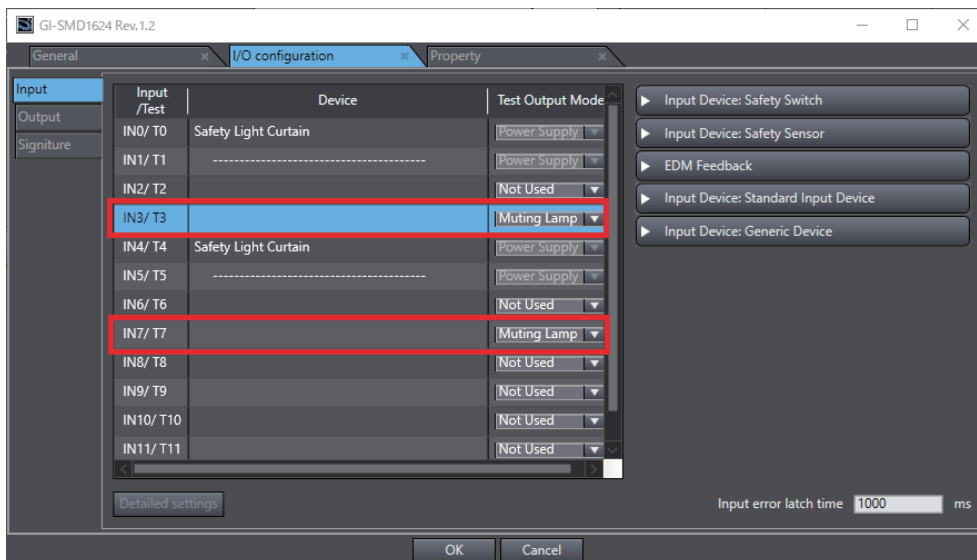 GI-SMD1624 Rev.1.2
General I/O configuration Property
Input
Output
Signiture
Input /Test Device Test Output Mode
IN0/ T0 Safety Light Curtain Power Supply
IN1/ T1 ---------------------------------------- Power Supply
IN2/ T2 Not Used
IN3/ T3 Muting Lamp
IN4/ T4 Safety Light Curtain Power Supply
IN5/ T5 ---------------------------------------- Power Supply
IN6/ T6 Not Used
IN7/ T7 Muting Lamp
IN8/ T8 Not Used
IN9/ T9 Not Used
IN10/ T10 Not Used
IN11/ T11 Not Used
Input Device: Safety Switch
Input Device: Safety Sensor
EDM Feedback
Input Device: Standard Input Device
Input Device: Generic Device
Detailed settings
Input error latch time 1000 ms
OK Cancel